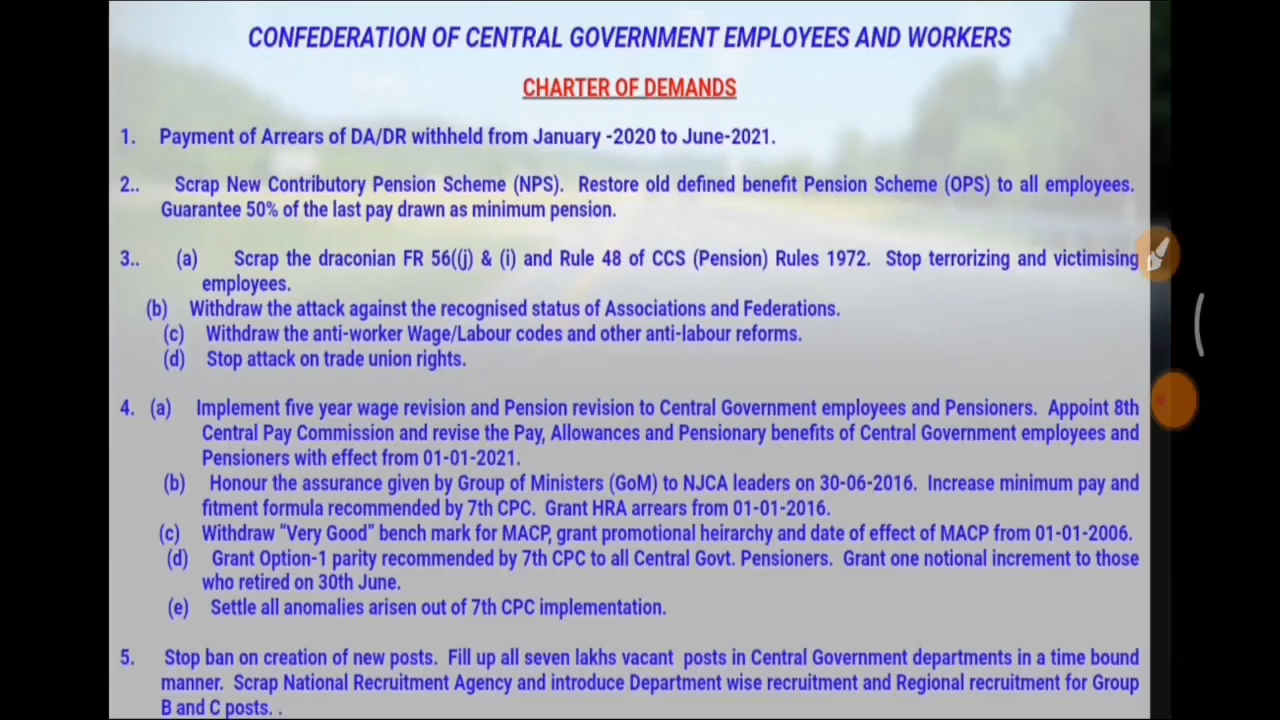 CONFEDERATION OF CENTRAL GOVERNMENT EMPLOYEES AND WORKERS
CHARTER OF DEMANDS
1. Payment of Arrears of DA/DR withheld from January -2020 to June-2021.
2.. Scrap New Contributory Pension Scheme (NPS). Restore old defined benefit Pension Scheme (OPS) to all employees.
Guarantee 50% of the last pay drawn as minimum pension.
3.. (a) Scrap the draconian FR 56((j) & (i) and Rule 48 of CCS (Pension) Rules 1972. Stop terrorizing and victimising
employees.
(b) Withdraw the attack against the recognised status of Associations and Federations.
(c) Withdraw the anti-worker Wage/Labour codes and other anti-labour reforms.
(d) Stop attack on trade union rights.
4. (a) Implement five year wage revision and Pension revision to Central Government employees and Pensioners. Appoint 8th
Central Pay Commission and revise the Pay, Allowances and Pensionary benefits of Central Government employees and
Pensioners with effect from 01-01-2021.
(b) Honour the assurance given by Group of Ministers (GoM) to NJCA leaders on 30-06-2016. Increase minimum pay and
fitment formula recommended by 7th CPC. Grant HRA arrears from 01-01-2016.
(c) Withdraw “Very Good” bench mark for MACP, grant promotional heirarchy and date of effect of MACP from 01-01-2006.
(d) Grant Option-1 parity recommended by 7th CPC to all Central Govt. Pensioners. Grant one notional increment to those
who retired on 30th June.
(e) Settle all anomalies arisen out of 7th CPC implementation.
5. Stop ban on creation of new posts. Fill up all seven lakhs vacant posts in Central Government departments in a time bound
manner. Scrap National Recruitment Agency and introduce Department wise recruitment and Regional recruitment for Group
B and C posts. .